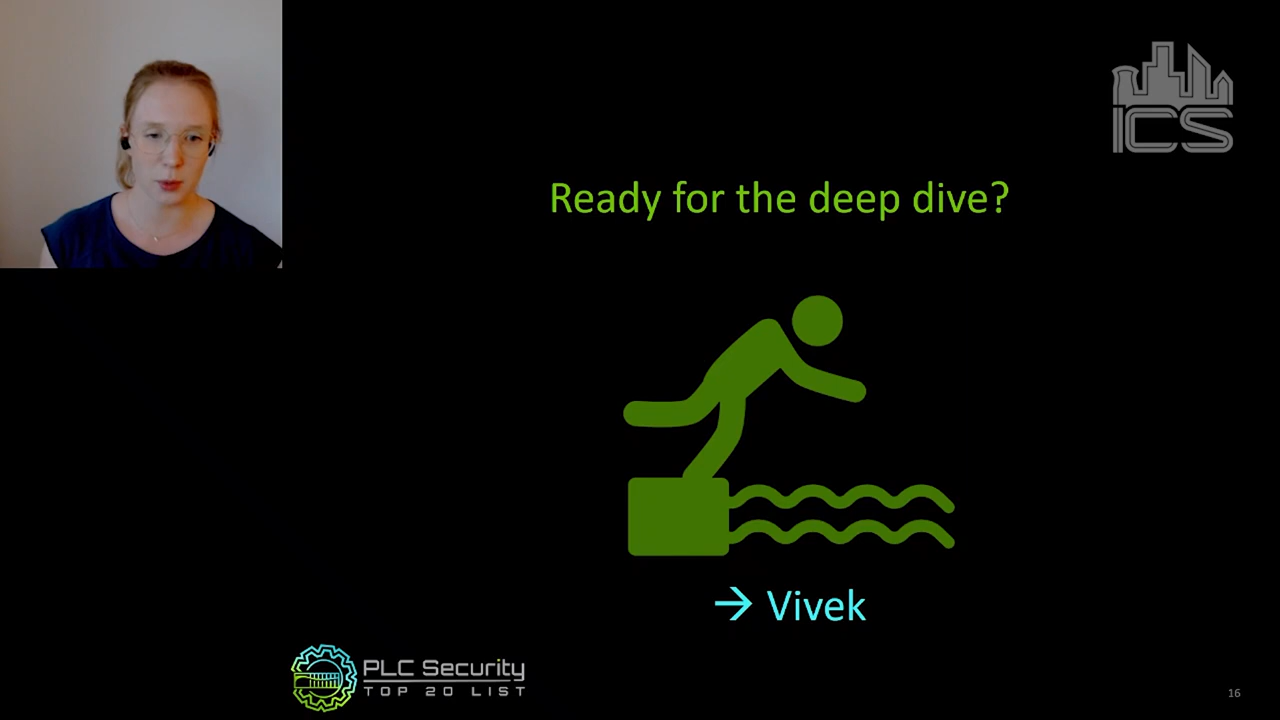 ICS
Ready for the deep dive?
→ Vivek
PLC Security
TOP 20 LIST
16